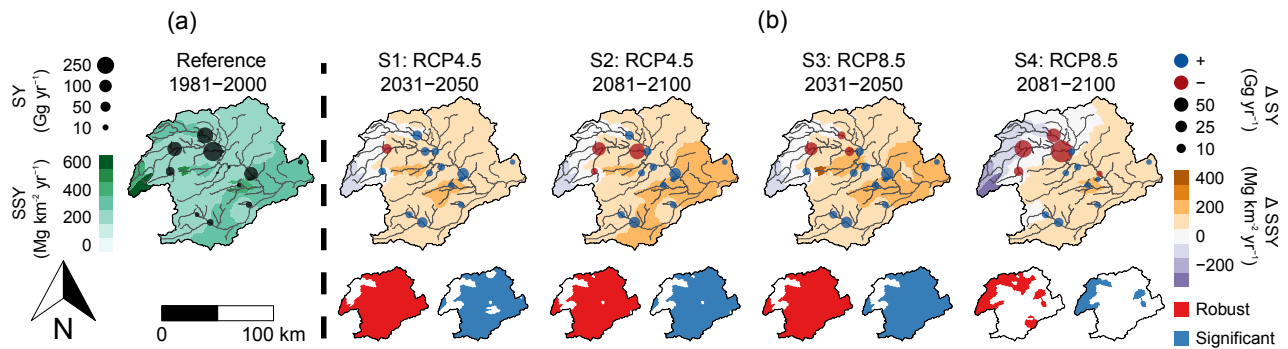 (a)
(b)
Reference
1981−2000
S1: RCP4.5
2031−2050
S2: RCP4.5
2081−2100
S3: RCP8.5
2031−2050
S4: RCP8.5
2081−2100
SY
(Gg yr⁻¹)
250
100
50
10
SSY
(Mg km⁻² yr⁻¹)
600
400
200
0
+
−
50
25
10
Δ SY
(Gg yr⁻¹)
400
200
0
−200
Δ SSY
(Mg km⁻² yr⁻¹)
N
0
100 km
Robust
Significant